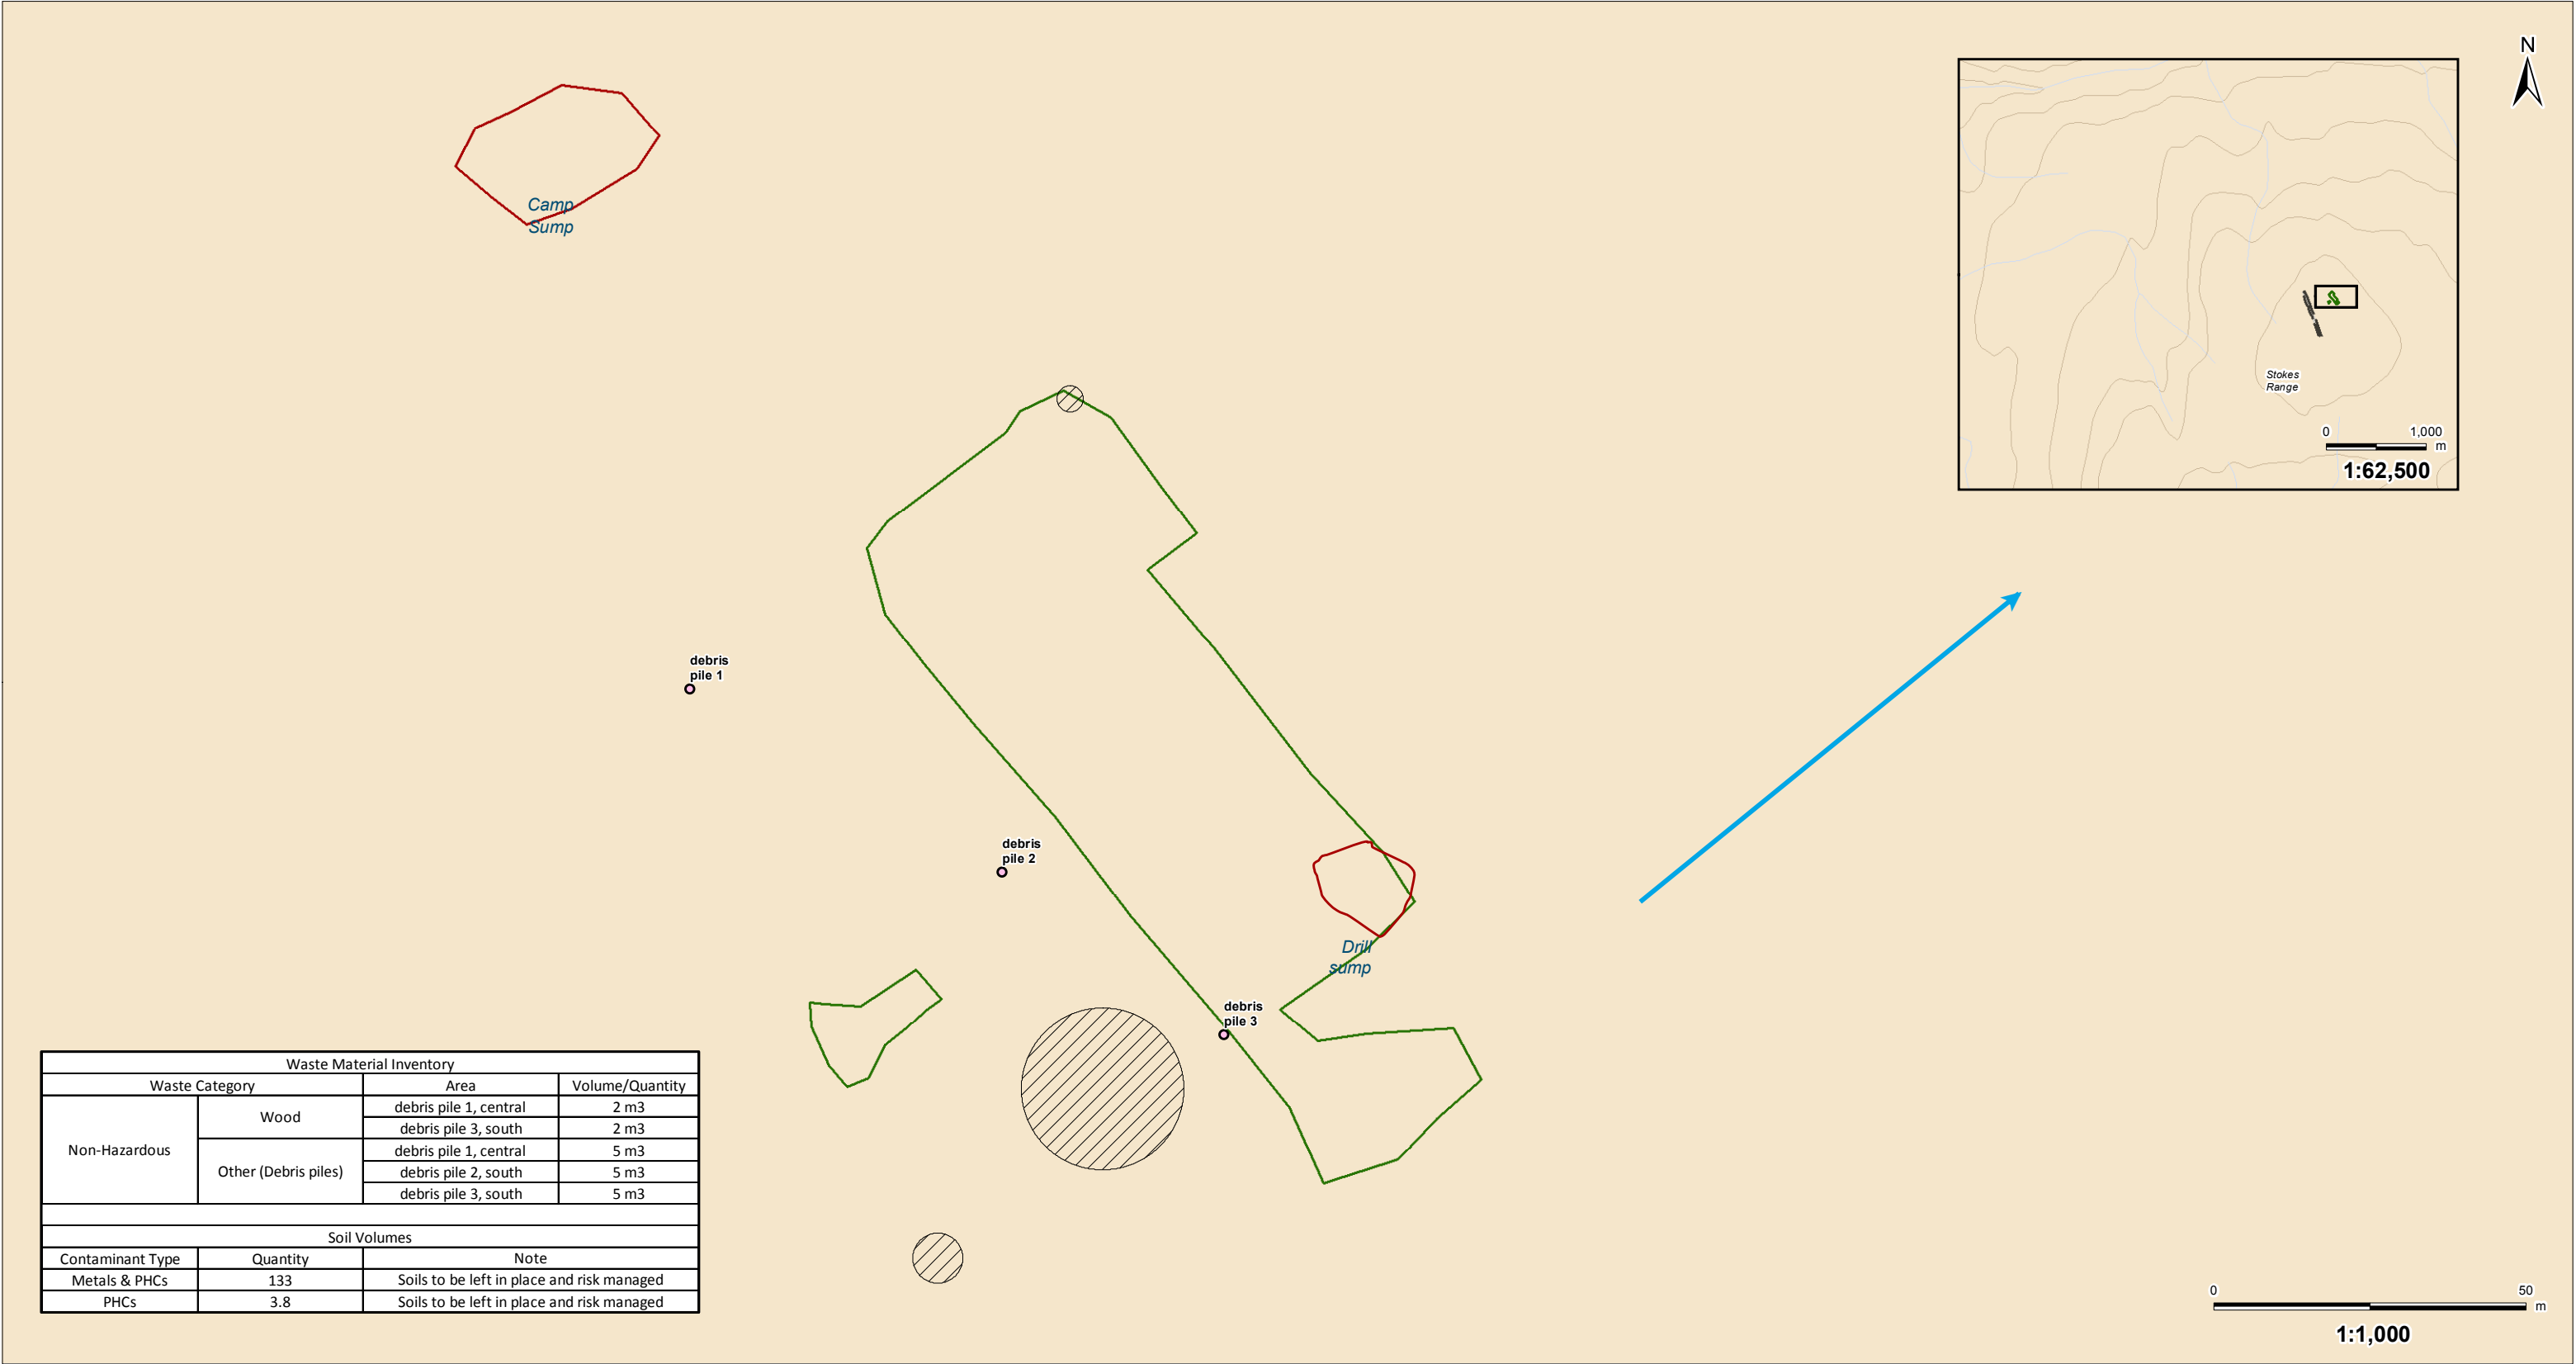 N
Camp
Sump
Stokes
Range
0 1,000
m
1:62,500
debris
pile 1
debris
pile 2
Drill
sump
debris
pile 3
Waste Material Inventory
Waste Category Area Volume/Quantity
Non-Hazardous Wood debris pile 1, central 2 m3
debris pile 3, south 2 m3
Other (Debris piles) debris pile 1, central 5 m3
debris pile 2, south 5 m3
debris pile 3, south 5 m3
Soil Volumes
Contaminant Type Quantity Note
Metals & PHCs 133 Soils to be left in place and risk managed
PHCs 3.8 Soils to be left in place and risk managed
0 50
m
1:1,000